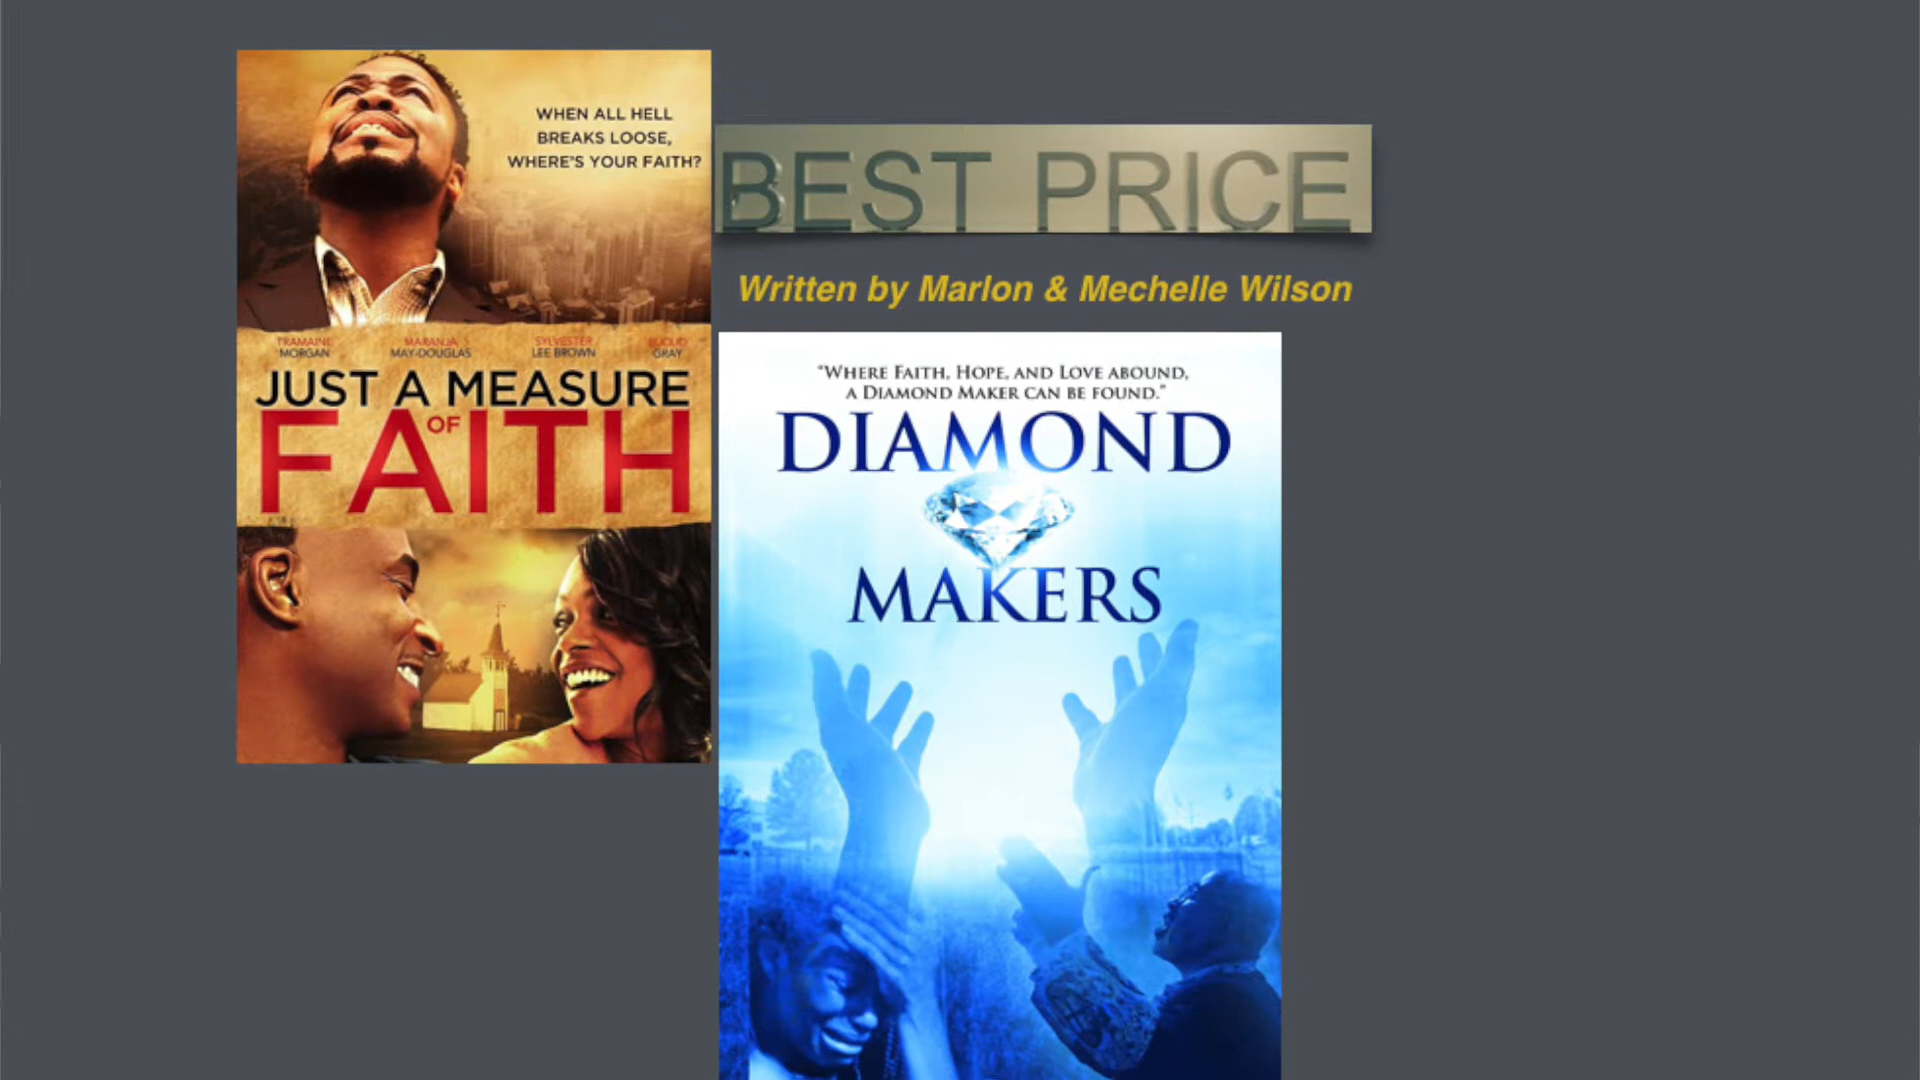 WHEN ALL HELL
BREAKS LOOSE,
WHERE'S YOUR FAITH?
TRAMAINE MARANJA SYLVESTER EUCLID
MORGAN MAY-DOUGLAS LEE BROWN GRAY
JUST A MEASURE
OF
FAITH
BEST PRICE
Written by Marlon & Mechelle Wilson
"WHERE FAITH, HOPE, AND LOVE ABOUND,
A DIAMOND MAKER CAN BE FOUND."
DIAMOND
MAKERS